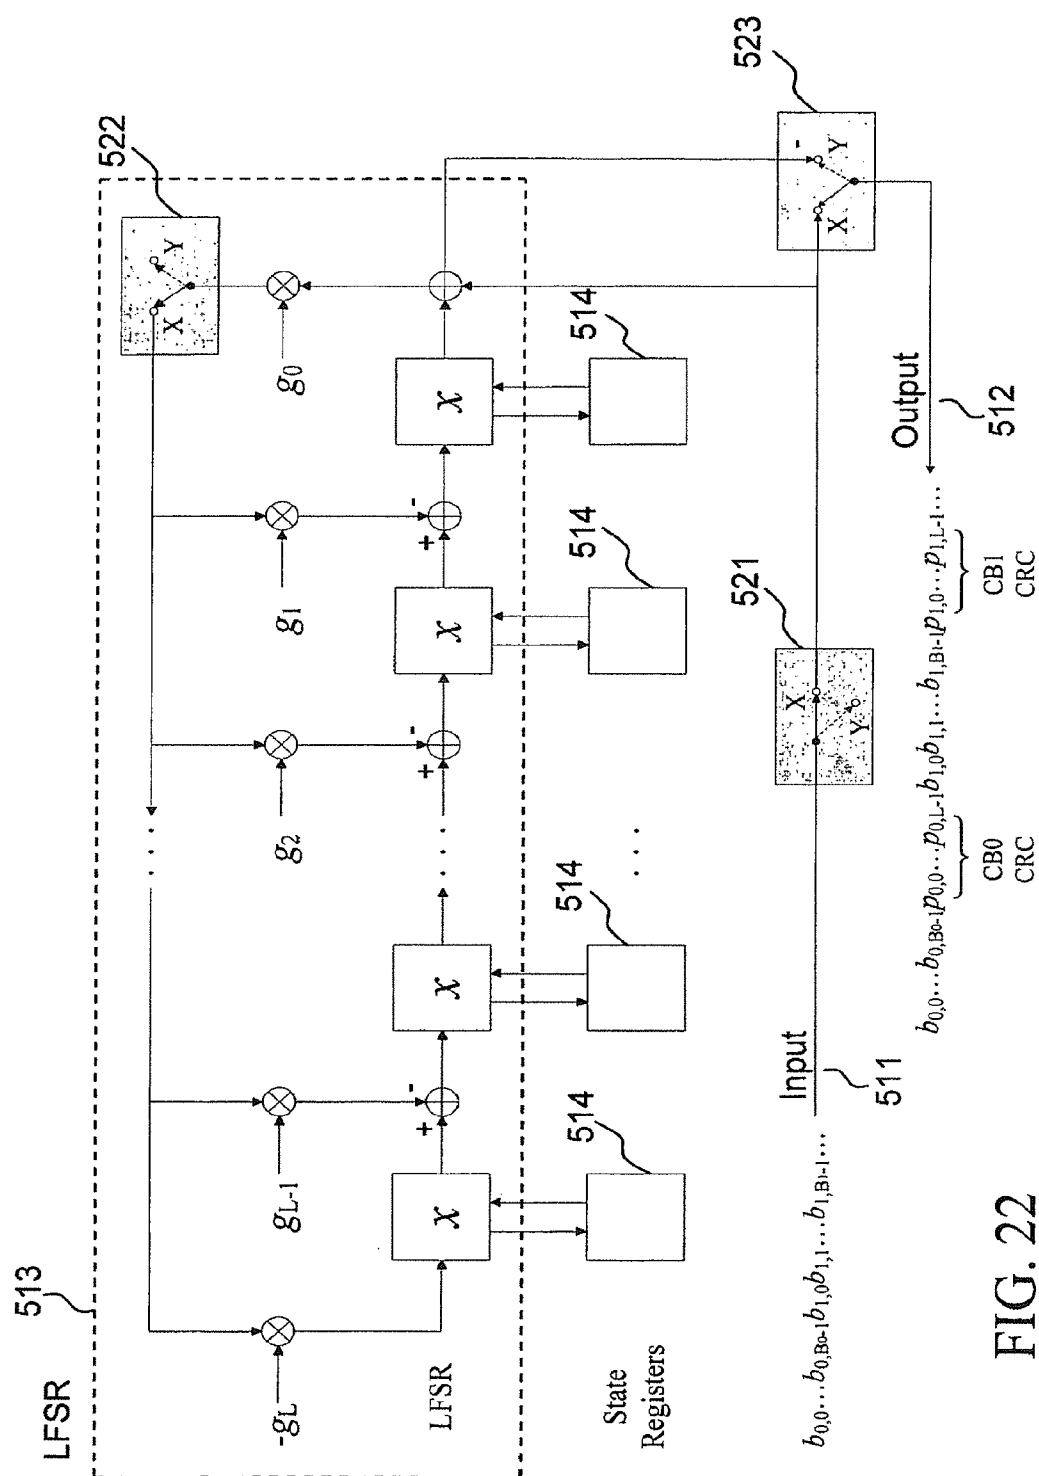 LFSR
513
522
X Y
-gL
gL-1
g2
g1
g0
+ -
+ -
+ -
LFSR
x
x
x
x
State
Registers
514
514
514
514
523
- X Y
521
X Y
Input
511
b0,0…b0,B0-1b1,0b1,1…b1,B1-1…
Output
512
b0,0…b0,B0-1p0,0…p0,L-1b1,0b1,1…b1,B1-1p1,0…p1,L-1…
CB0
CRC
CB1
CRC
FIG. 22